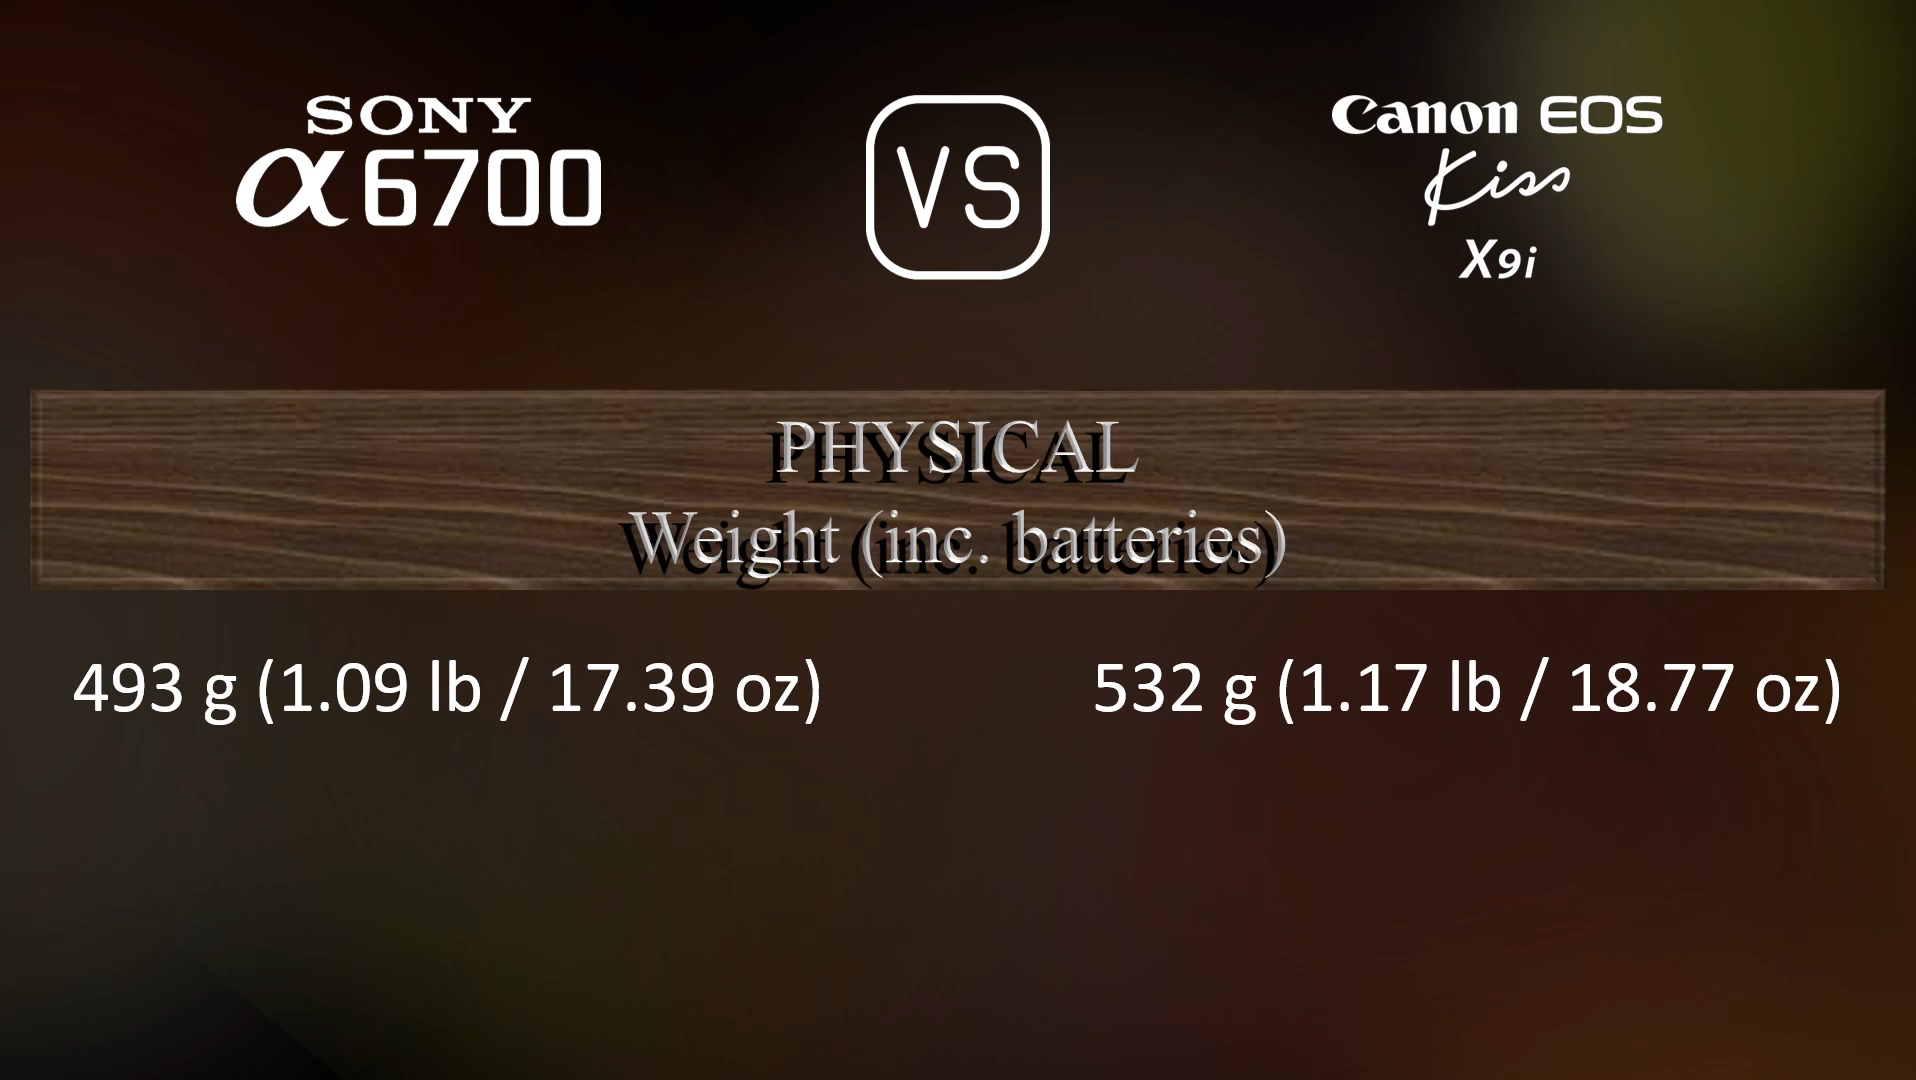 SONY
α6700
VS
Canon EOS
Kiss
X9i
PHYSICAL
Weight (inc. batteries)
493 g (1.09 lb / 17.39 oz)
532 g (1.17 lb / 18.77 oz)